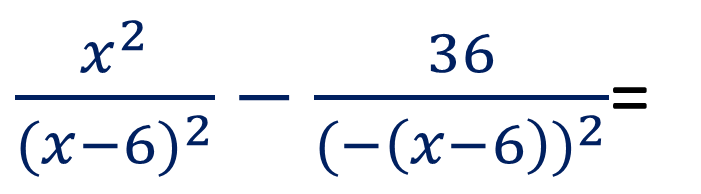 x²/(x−6)² − 36/(−(x−6))² =